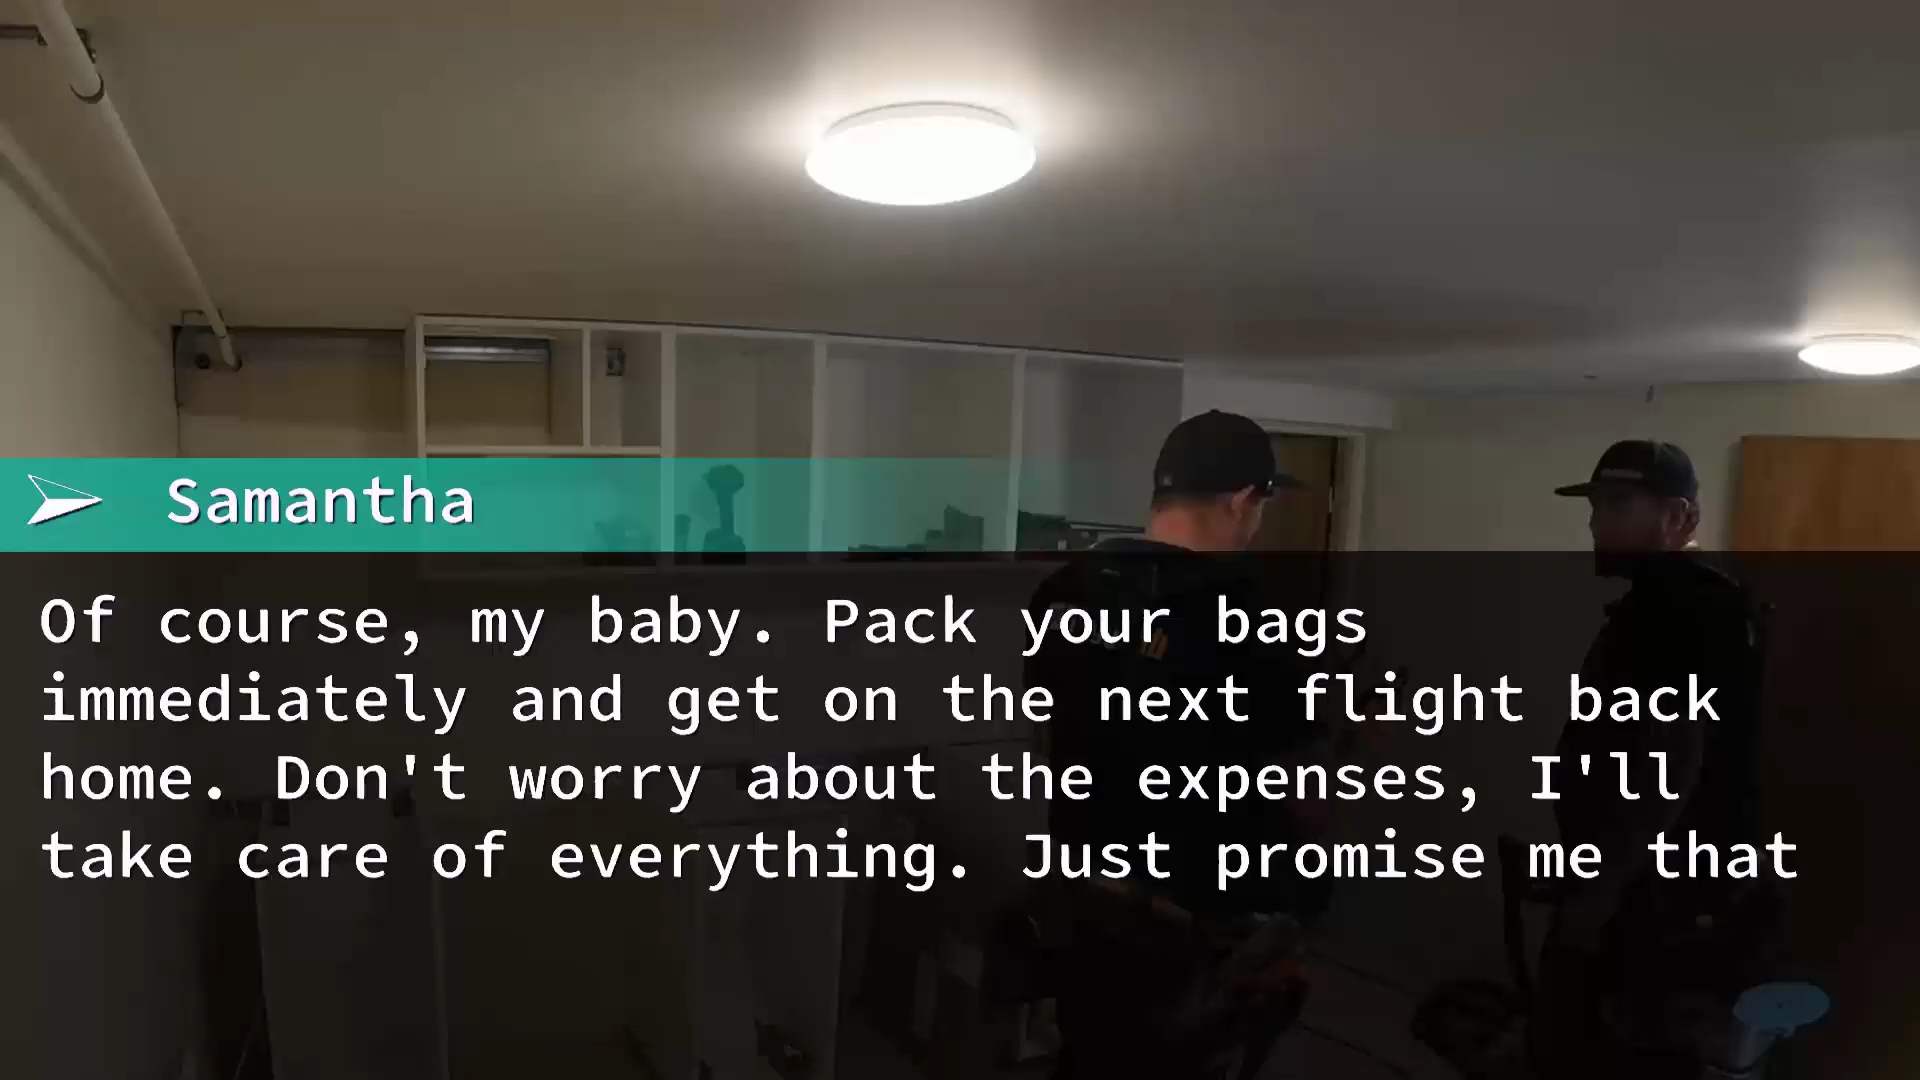 Samantha
Of course, my baby. Pack your bags
immediately and get on the next flight back
home. Don't worry about the expenses, I'll
take care of everything. Just promise me that